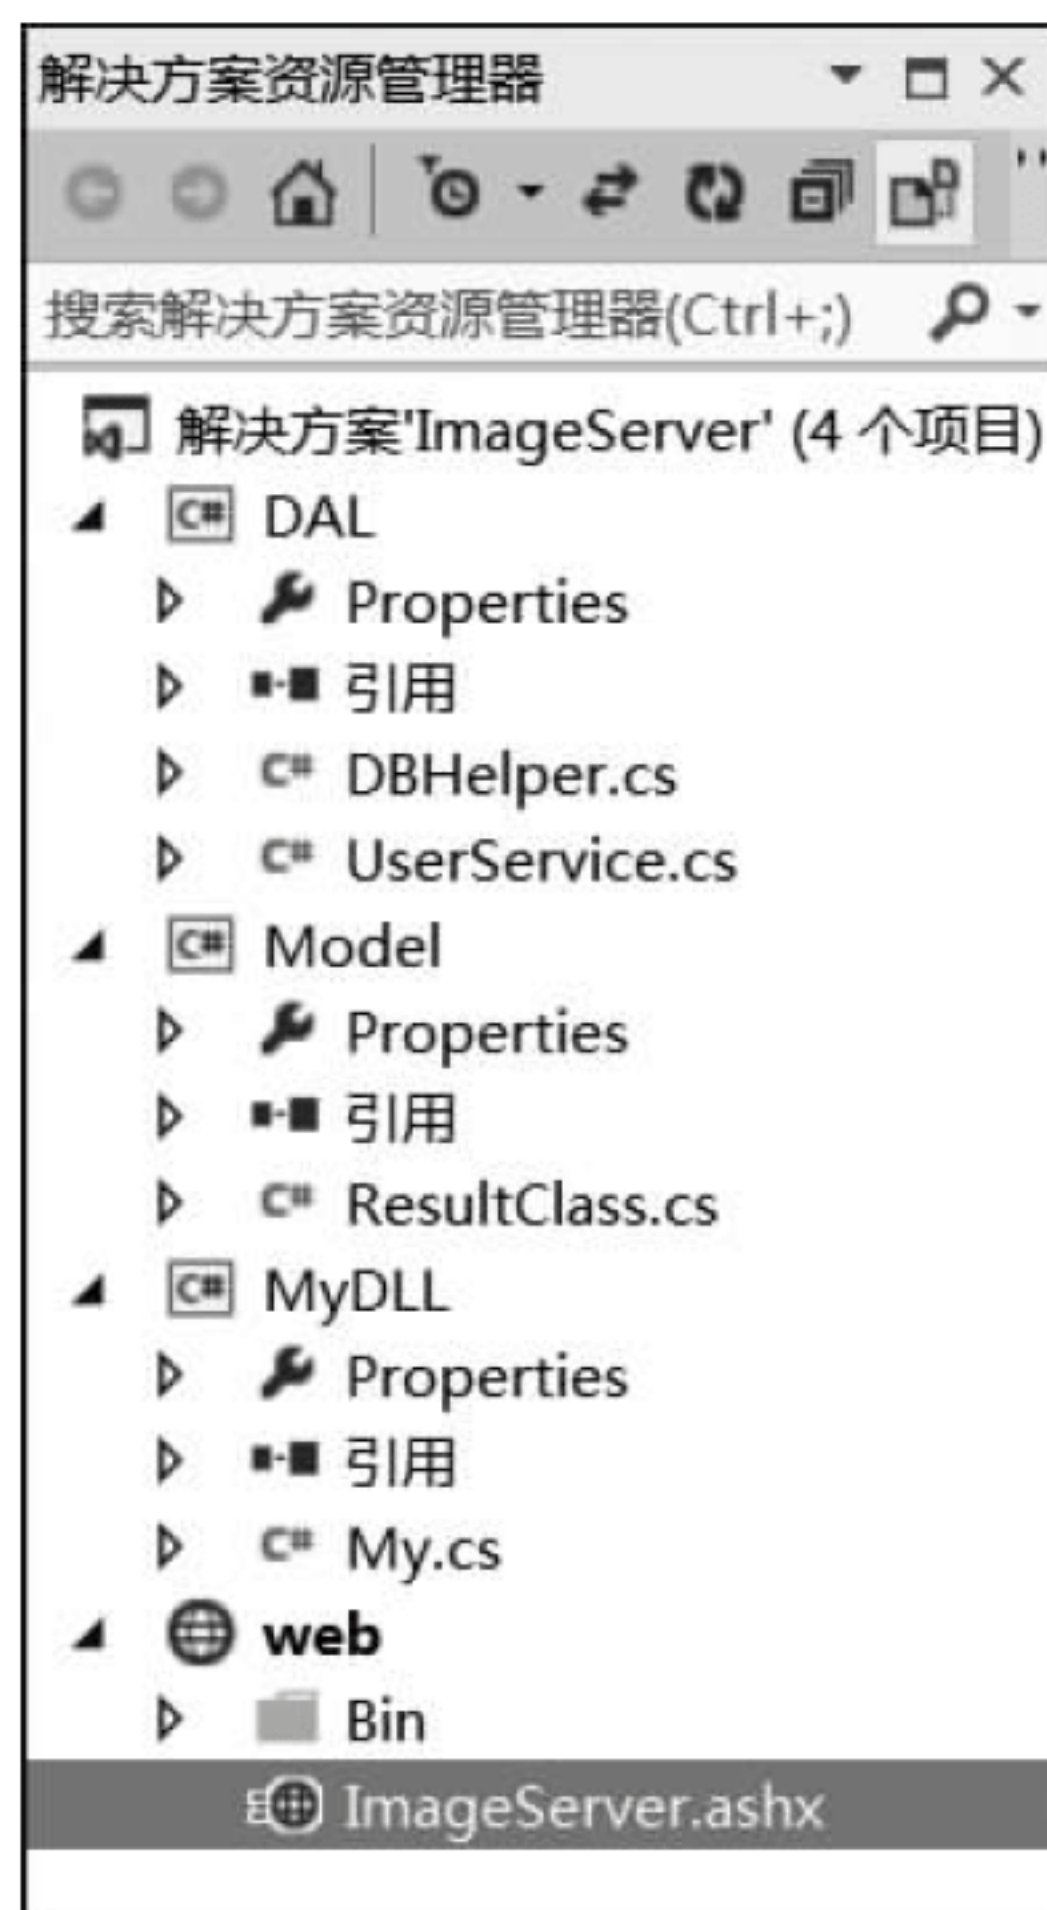 解决方案资源管理器
搜索解决方案资源管理器(Ctrl+;)
解决方案'ImageServer' (4 个项目)
C# DAL
Properties
引用
C# DBHelper.cs
C# UserService.cs
C# Model
Properties
引用
C# ResultClass.cs
C# MyDLL
Properties
引用
C# My.cs
web
Bin
ImageServer.ashx